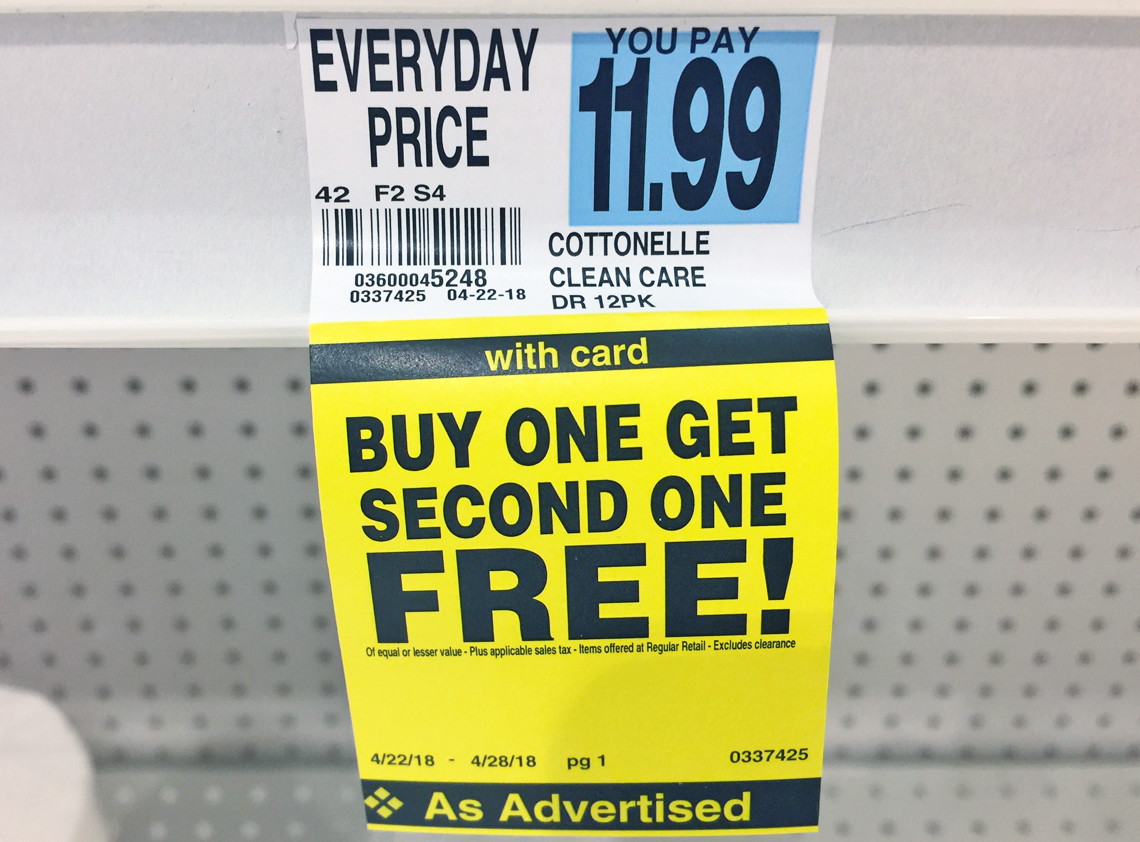 EVERYDAY
PRICE
YOU PAY
11.99
42 F2 S4
03600045248
0337425 04-22-18
COTTONELLE
CLEAN CARE
DR 12PK
with card
BUY ONE GET
SECOND ONE
FREE!
Of equal or lesser value - Plus applicable sales tax - Items offered at Regular Retail - Excludes clearance
4/22/18 - 4/28/18 pg 1 0337425
As Advertised